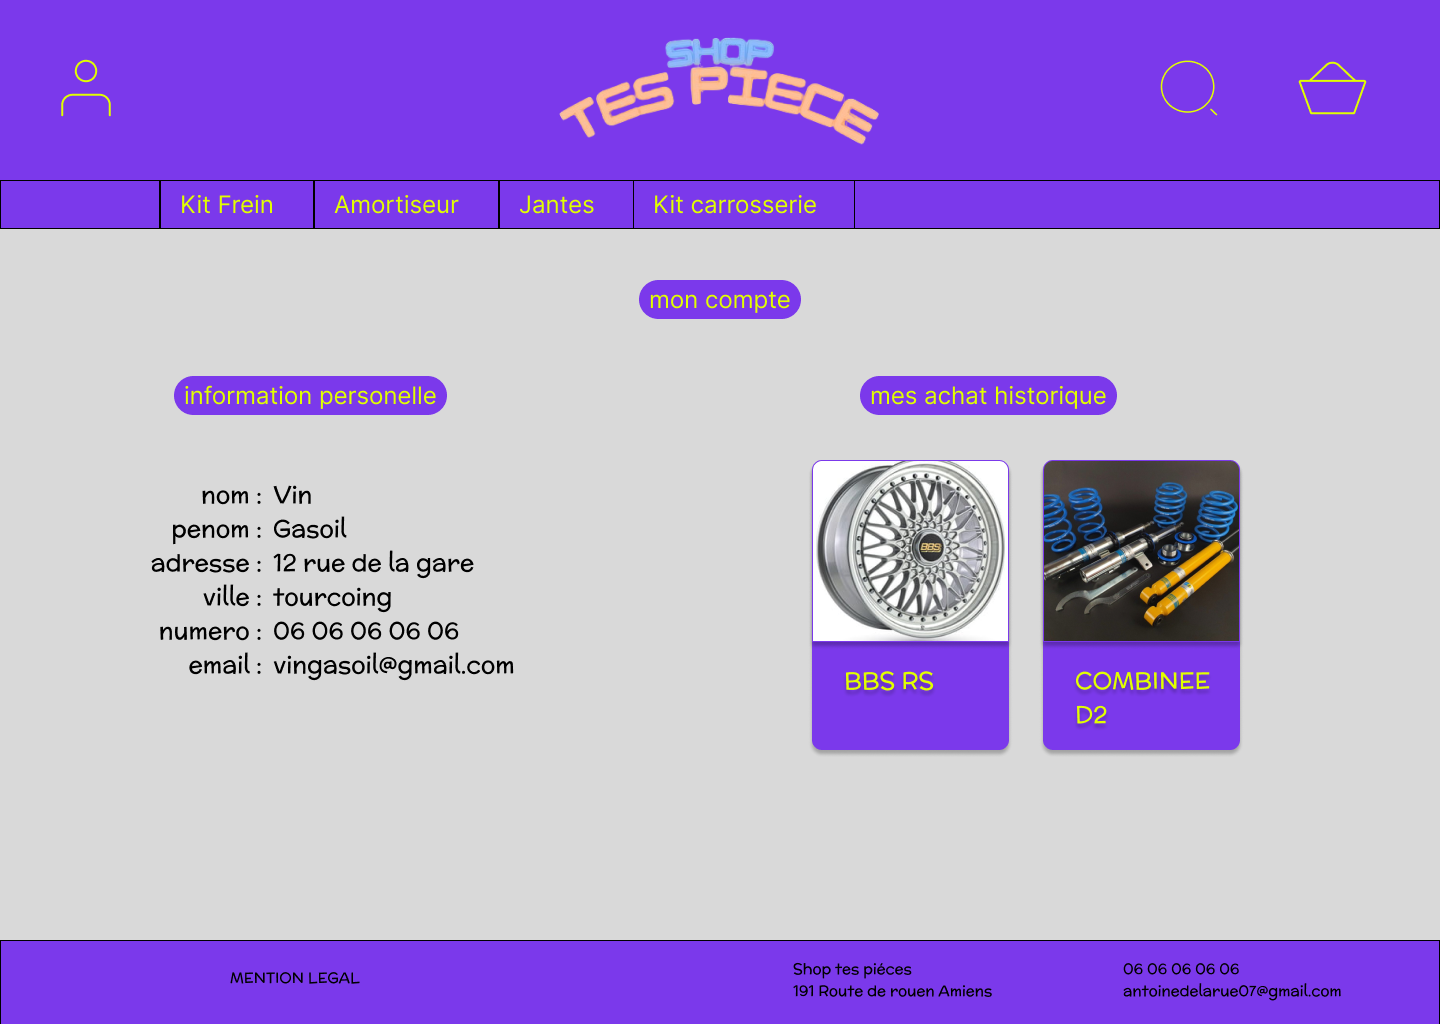 SHOP
TES PIECE
Kit Frein
Amortiseur
Jantes
Kit carrosserie
mon compte
information personelle
mes achat historique
nom : Vin
penom : Gasoil
adresse : 12 rue de la gare
ville : tourcoing
numero : 06 06 06 06 06
email : vingasoil@gmail.com
BBS
BBS RS
COMBINEE
D2
MENTION LEGAL
Shop tes piéces
191 Route de rouen Amiens
06 06 06 06 06
antoinedelarue07@gmail.com